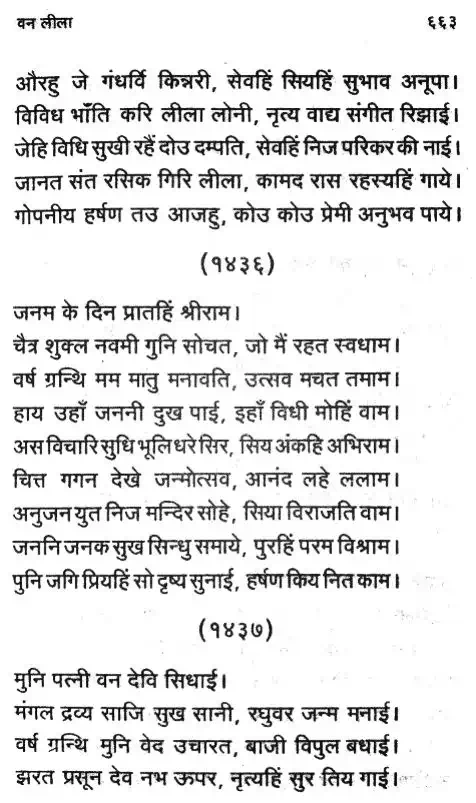 वन लीला ६६३
औरहु जे गंधर्वि किन्नरी, सेवहिं सियहिं सुभाव अनूपा।
विविध भाँति करि लीला लोनी, नृत्य वाद्य संगीत रिझाई।
जेहि विधि सुखी रहैं दोउ दम्पति, सेवहिं निज परिकर की नाई।
जानत संत रसिक गिरि लीला, कामद रास रहस्यहिं गाये।
गोपनीय हर्षण तउ आजहु, कोउ कोउ प्रेमी अनुभव पाये।
(१४३६)
जनम के दिन प्रातहिं श्रीराम।
चैत्र शुक्ल नवमी गुनि सोचत, जो मैं रहत स्वधाम।
वर्ष ग्रन्थि मम मातु मनावति, उत्सव मचत तमाम।
हाय उहाँ जननी दुख पाई, इहाँ विधी मोहिं वाम।
अस विचारि सुधि भूलि धरे सिर, सिय अंकहि अभिराम।
चित्त गगन देखे जन्मोत्सव, आनंद लहे ललाम।
अनुजन युत निज मन्दिर सोहे, सिया विराजति वाम।
जननि जनक सुख सिन्धु समाये, पुरहिं परम विश्राम।
पुनि जगि प्रियहिं सो दृष्य सुनाई, हर्षण किय नित काम।
(१४३७)
मुनि पत्नी वन देवि सिधाई।
मंगल द्रव्य साजि सुख सानी, रघुवर जन्म मनाई।
वर्ष ग्रन्थि मुनि वेद उचारत, बाजी विपुल बधाई।
झरत प्रसून देव नभ ऊपर, नृत्यहिं सुर तिय गाई।